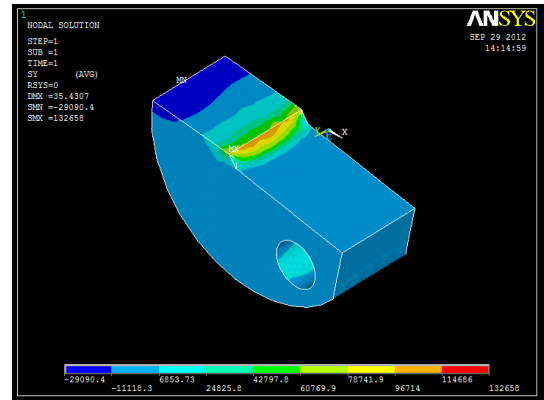 1
NODAL SOLUTION
ANSYS
SEP 29 2012
14:14:59
STEP=1
SUB =1
TIME=1
SY (AVG)
RSYS=0
DMX =35.4307
SMN =-29090.4
SMX =132658
MN
MX
X
-29090.4 6853.73 42797.8 78741.9 114686
-11118.3 24825.8 60769.9 96714 132658